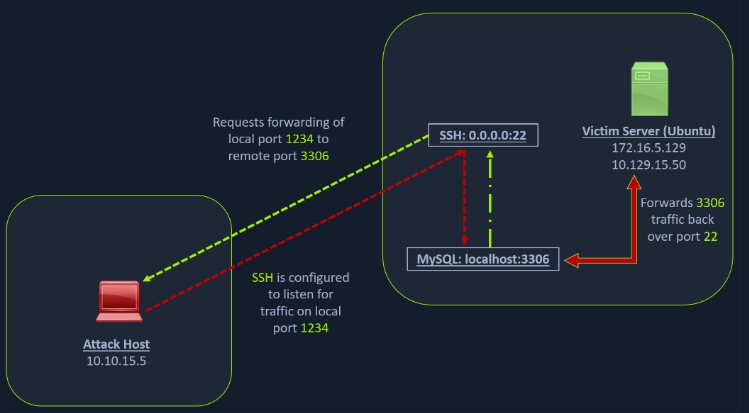 Requests forwarding of
local port 1234 to
remote port 3306
SSH: 0.0.0.0:22
Victim Server (Ubuntu)
172.16.5.129
10.129.15.50
Forwards 3306
traffic back
over port 22
MySQL: localhost:3306
SSH is configured
to listen for
traffic on local
port 1234
Attack Host
10.10.15.5